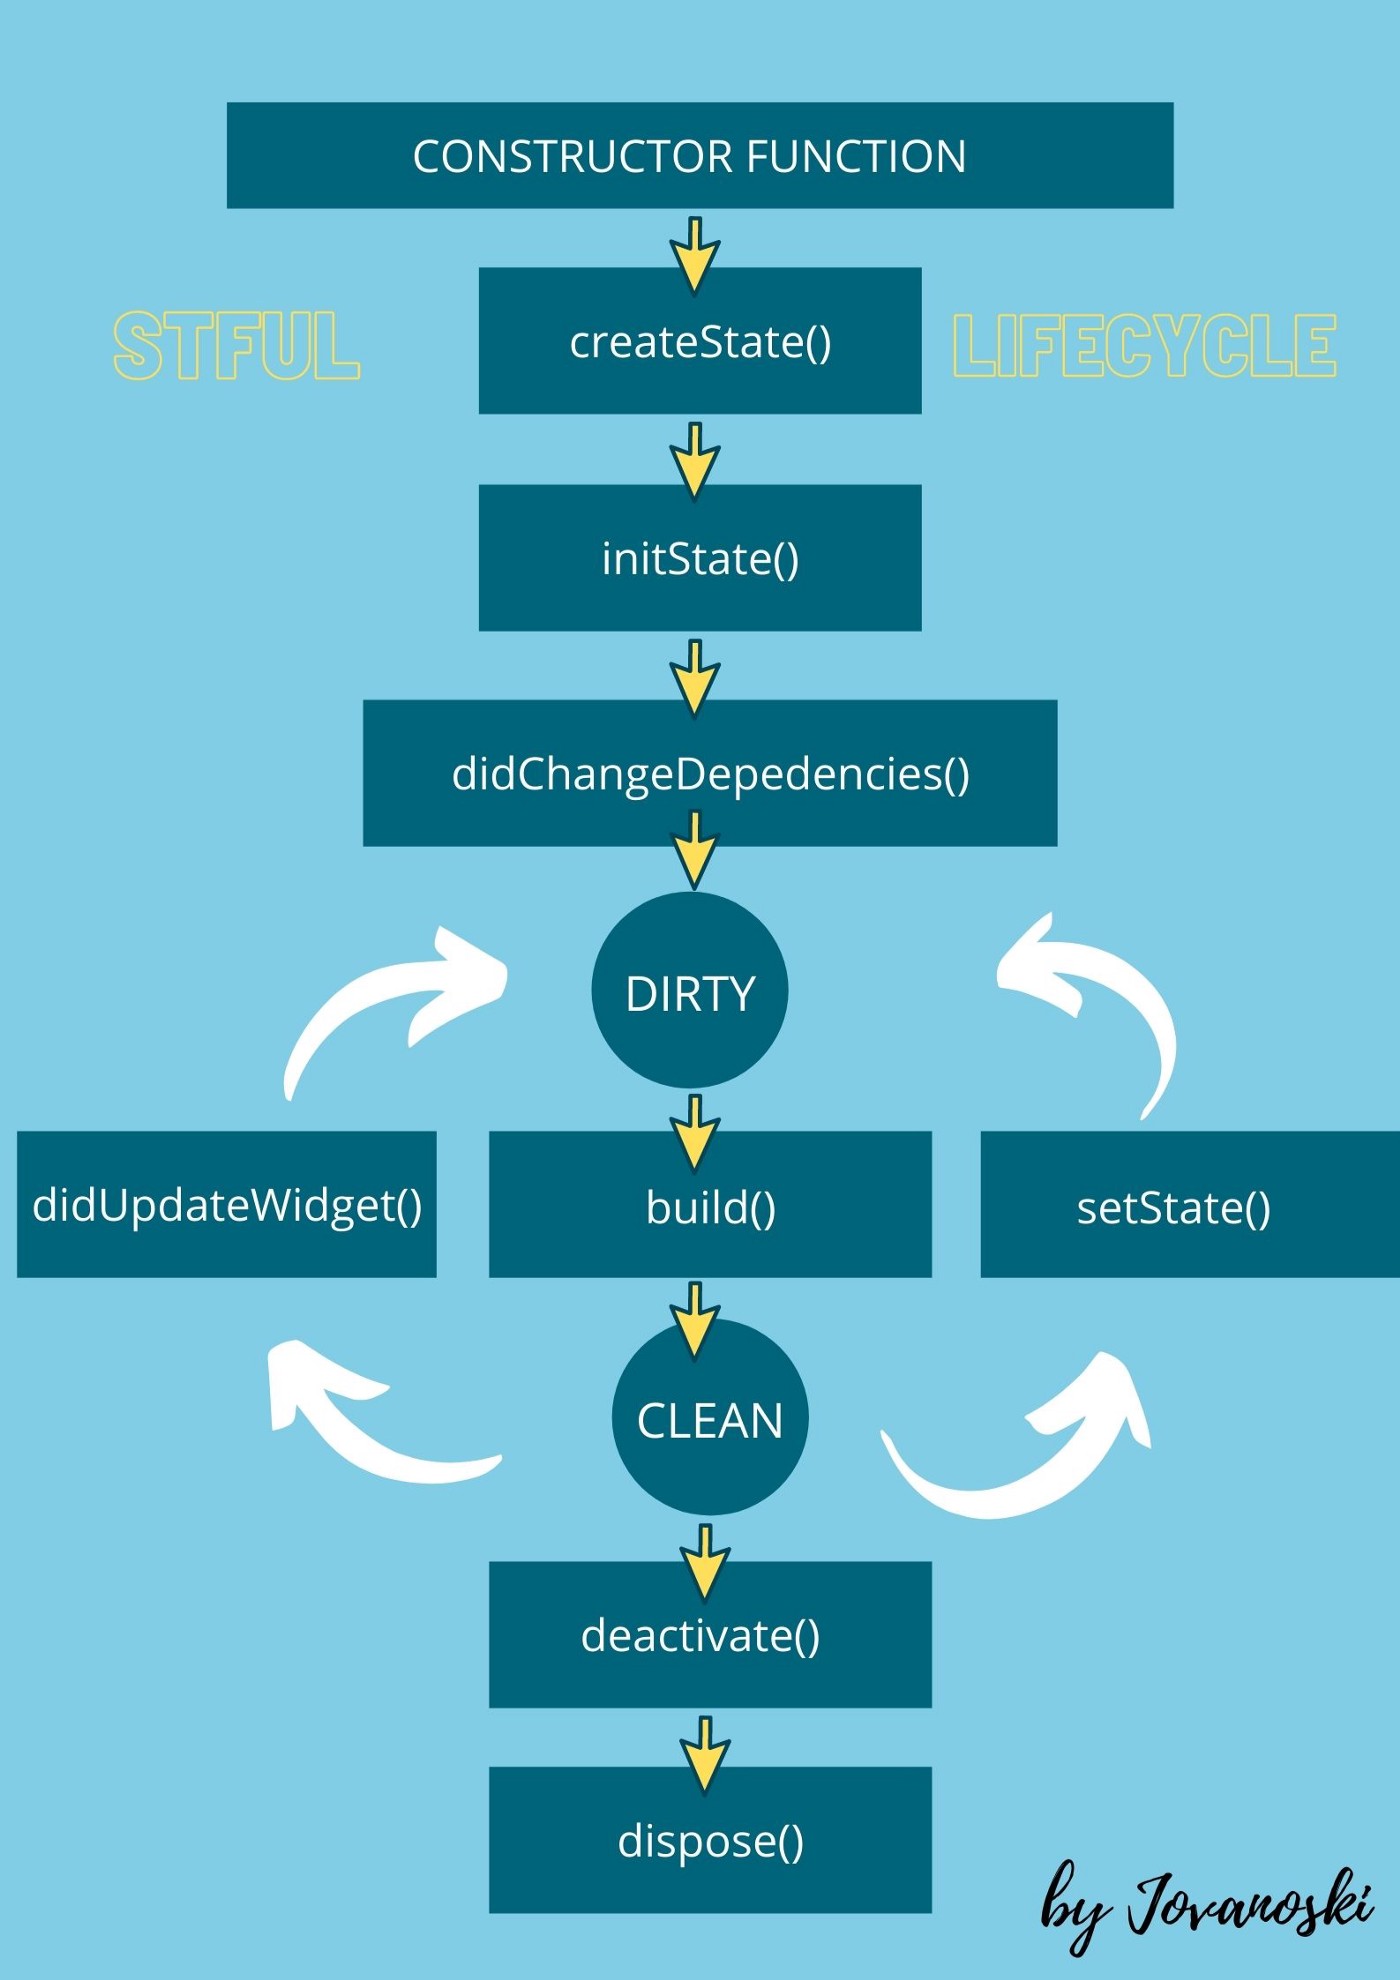 CONSTRUCTOR FUNCTION
createState()
STFUL
LIFECYCLE
initState()
didChangeDepedencies()
DIRTY
didUpdateWidget()
build()
setState()
CLEAN
deactivate()
dispose()
by Jovanoski